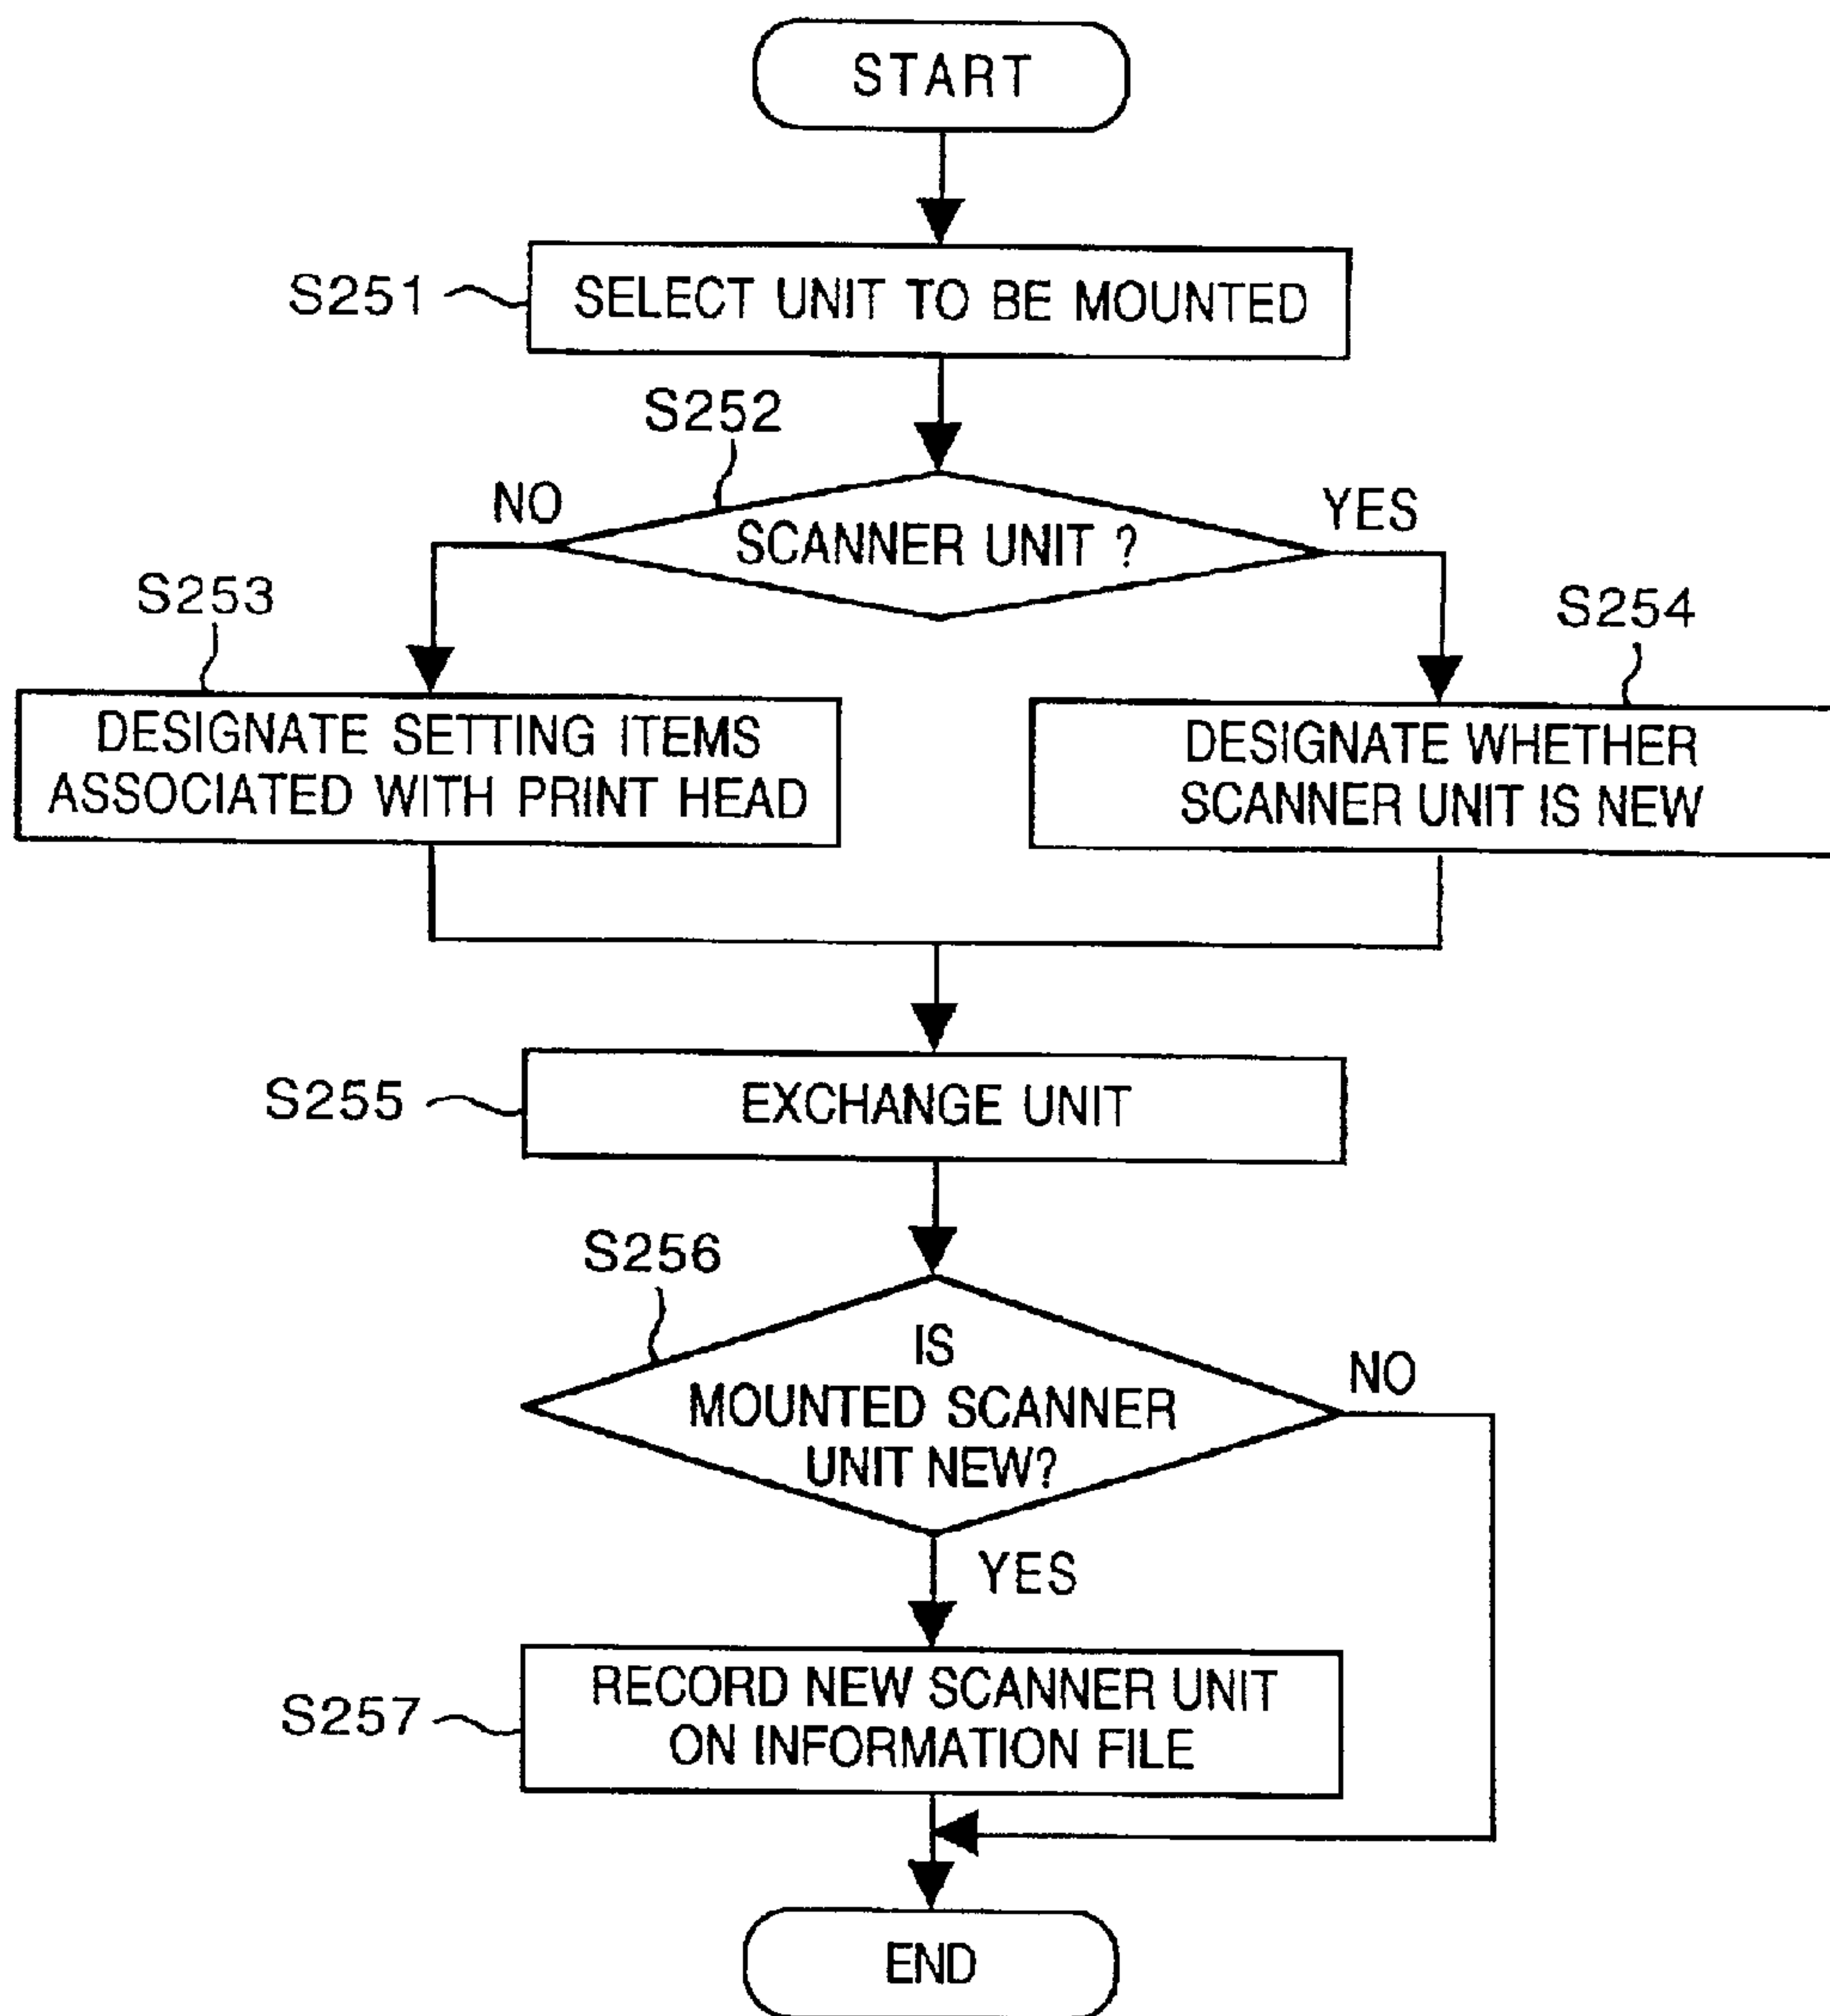 START
S251
SELECT UNIT TO BE MOUNTED
S252
NO
YES
SCANNER UNIT ?
S253
S254
DESIGNATE SETTING ITEMS
ASSOCIATED WITH PRINT HEAD
DESIGNATE WHETHER
SCANNER UNIT IS NEW
S255
EXCHANGE UNIT
S256
IS
MOUNTED SCANNER
UNIT NEW?
NO
YES
S257
RECORD NEW SCANNER UNIT
ON INFORMATION FILE
END